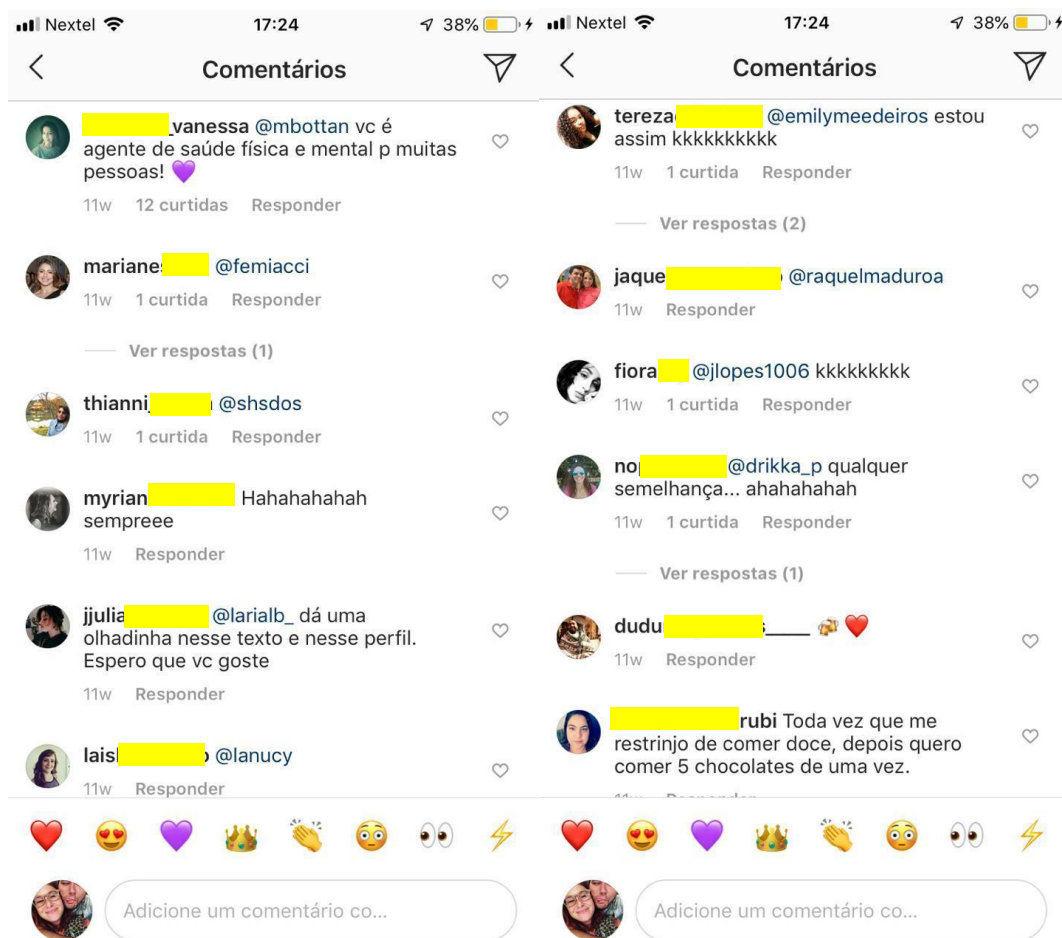 Nextel 17:24 38%
Comentários
_vanessa @mbottan vc é
agente de saúde física e mental p muitas
pessoas! 💜
11w 12 curtidas Responder
mariane @femiacci
11w 1 curtida Responder
Ver respostas (1)
thianni @shsdos
11w 1 curtida Responder
myrian Hahahahahah
sempreee
11w Responder
jjulia @larialb_ dá uma
olhadinha nesse texto e nesse perfil.
Espero que vc goste
11w Responder
lais @lanucy
11w Responder
Adicione um comentário co...
Nextel 17:24 38%
Comentários
tereza @emilymeedeiros estou
assim kkkkkkkkkk
11w 1 curtida Responder
Ver respostas (2)
jaque @raquelmaduroa
11w Responder
fiora @jlopes1006 kkkkkkkkk
11w 1 curtida Responder
no @drikka_p qualquer
semelhança... ahahahahah
11w 1 curtida Responder
Ver respostas (1)
dudu ____ 🍻 ❤️
11w Responder
rubi Toda vez que me
restrinjo de comer doce, depois quero
comer 5 chocolates de uma vez.
Adicione um comentário co...